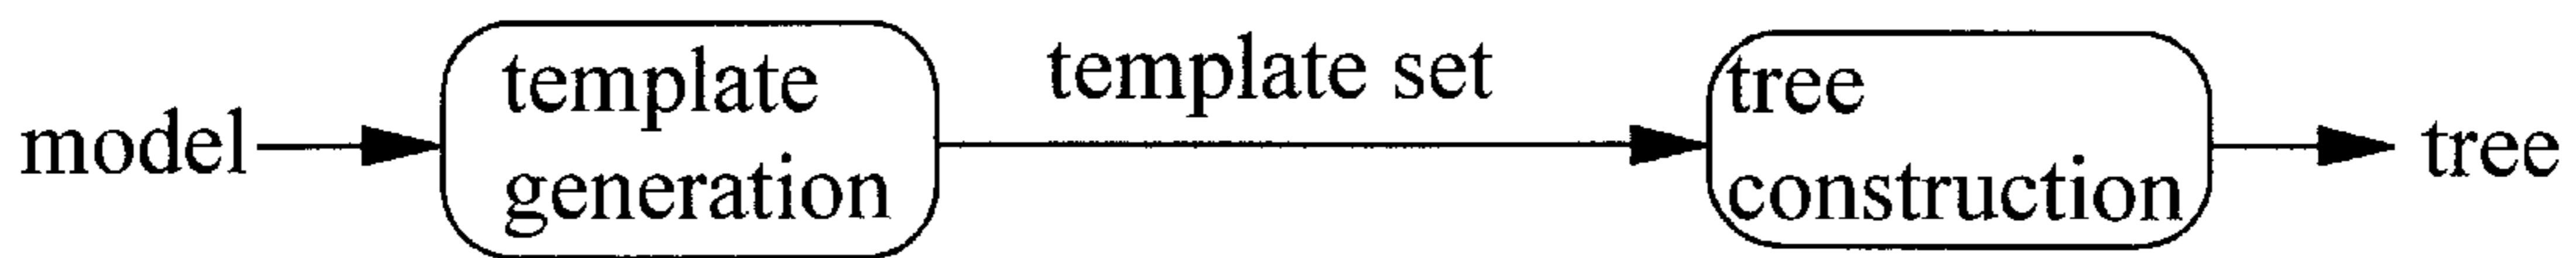 model
template
generation
template set
tree
construction
tree